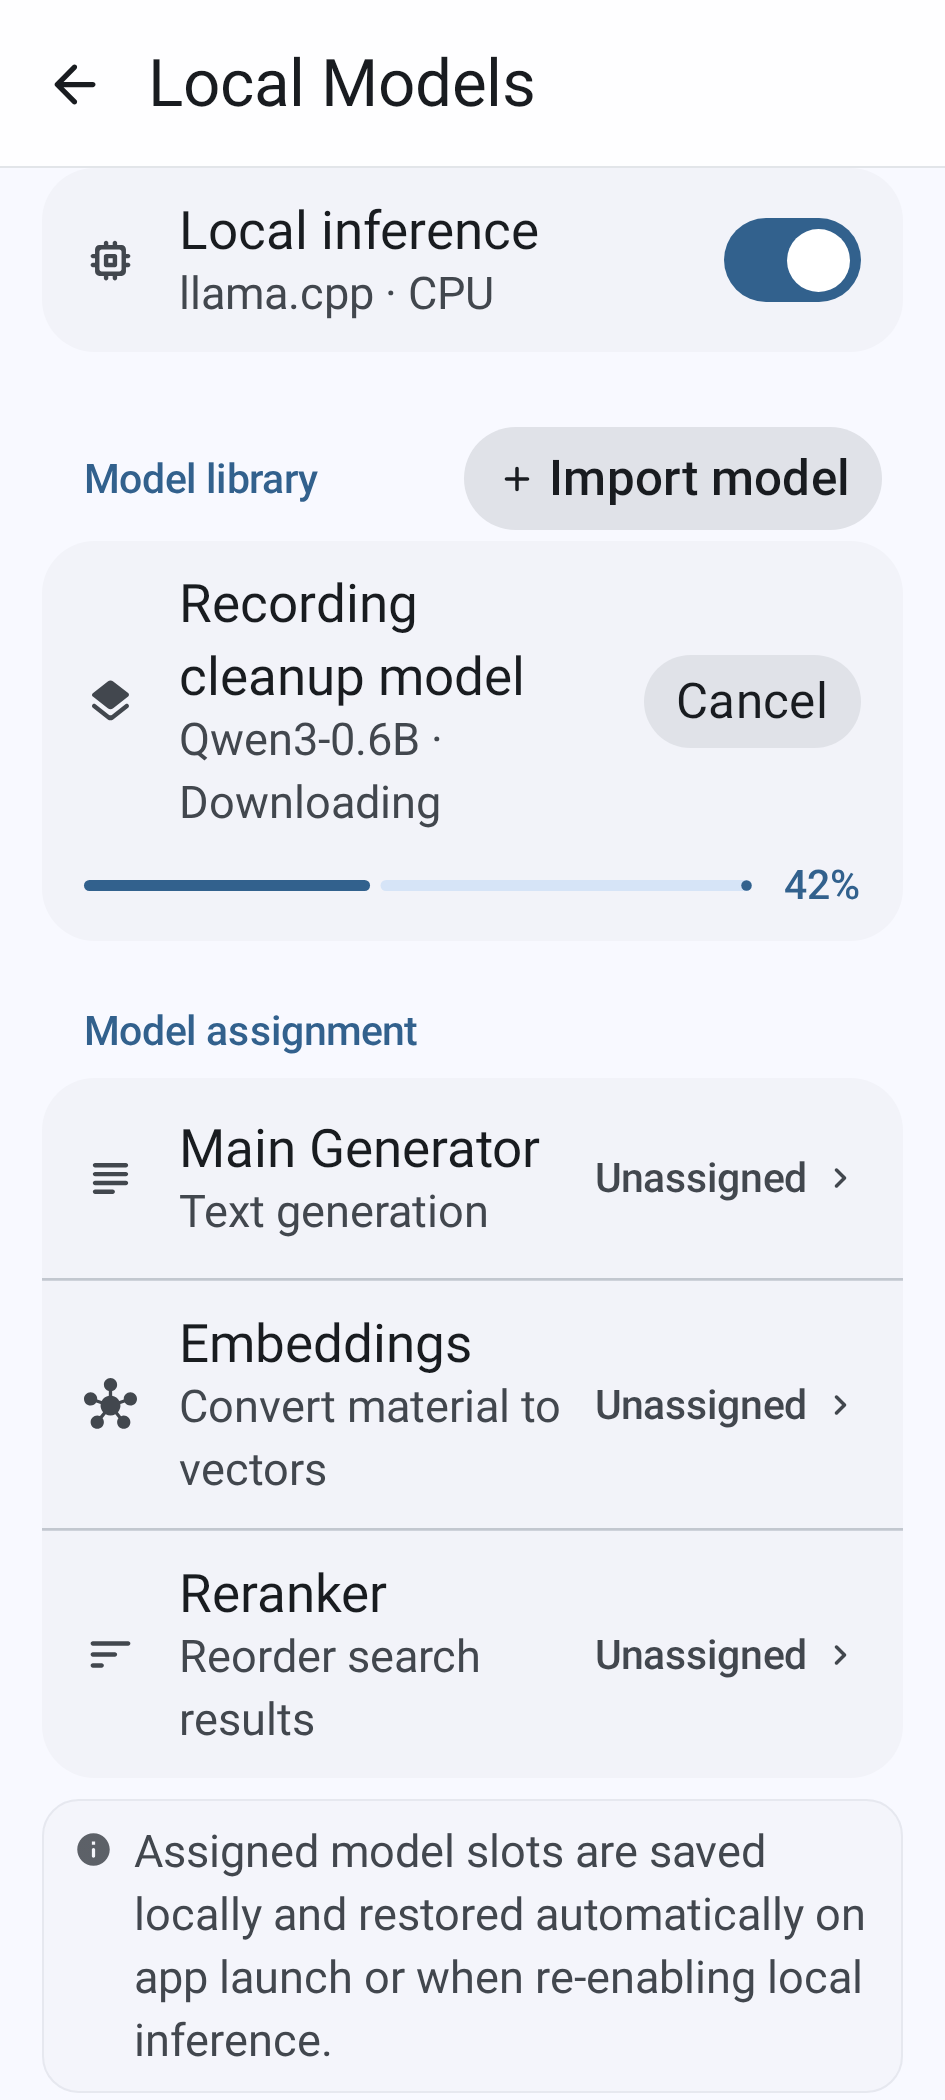 Local Models
Local inference
llama.cpp · CPU
Model library
+ Import model
Recording
cleanup model
Qwen3-0.6B ·
Downloading
Cancel
42%
Model assignment
Main Generator
Text generation
Unassigned
Embeddings
Convert material to
vectors
Unassigned
Reranker
Reorder search
results
Unassigned
Assigned model slots are saved
locally and restored automatically on
app launch or when re-enabling local
inference.